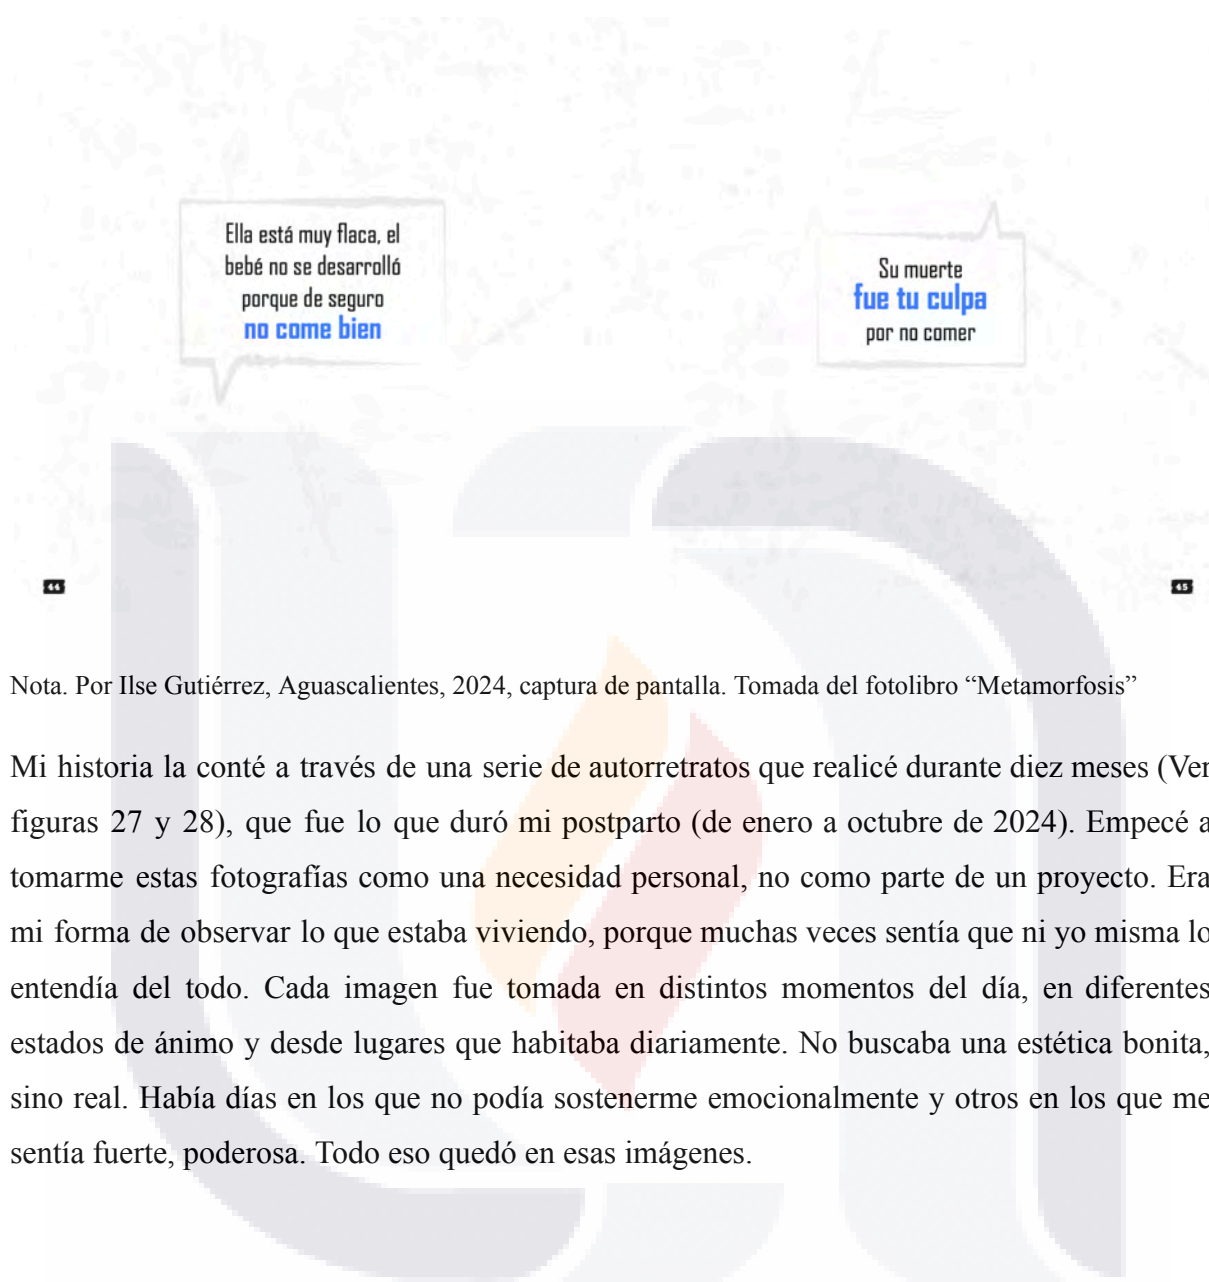 Ella está muy flaca, el
bebé no se desarrolló
porque de seguro
no come bien
Su muerte
fue tu culpa
por no comer
44
45
Nota. Por Ilse Gutiérrez, Aguascalientes, 2024, captura de pantalla. Tomada del fotolibro “Metamorfosis”
Mi historia la conté a través de una serie de autorretratos que realicé durante diez meses (Ver
figuras 27 y 28), que fue lo que duró mi postparto (de enero a octubre de 2024). Empecé a
tomarme estas fotografías como una necesidad personal, no como parte de un proyecto. Era
mi forma de observar lo que estaba viviendo, porque muchas veces sentía que ni yo misma lo
entendía del todo. Cada imagen fue tomada en distintos momentos del día, en diferentes
estados de ánimo y desde lugares que habitaba diariamente. No buscaba una estética bonita,
sino real. Había días en los que no podía sostenerme emocionalmente y otros en los que me
sentía fuerte, poderosa. Todo eso quedó en esas imágenes.